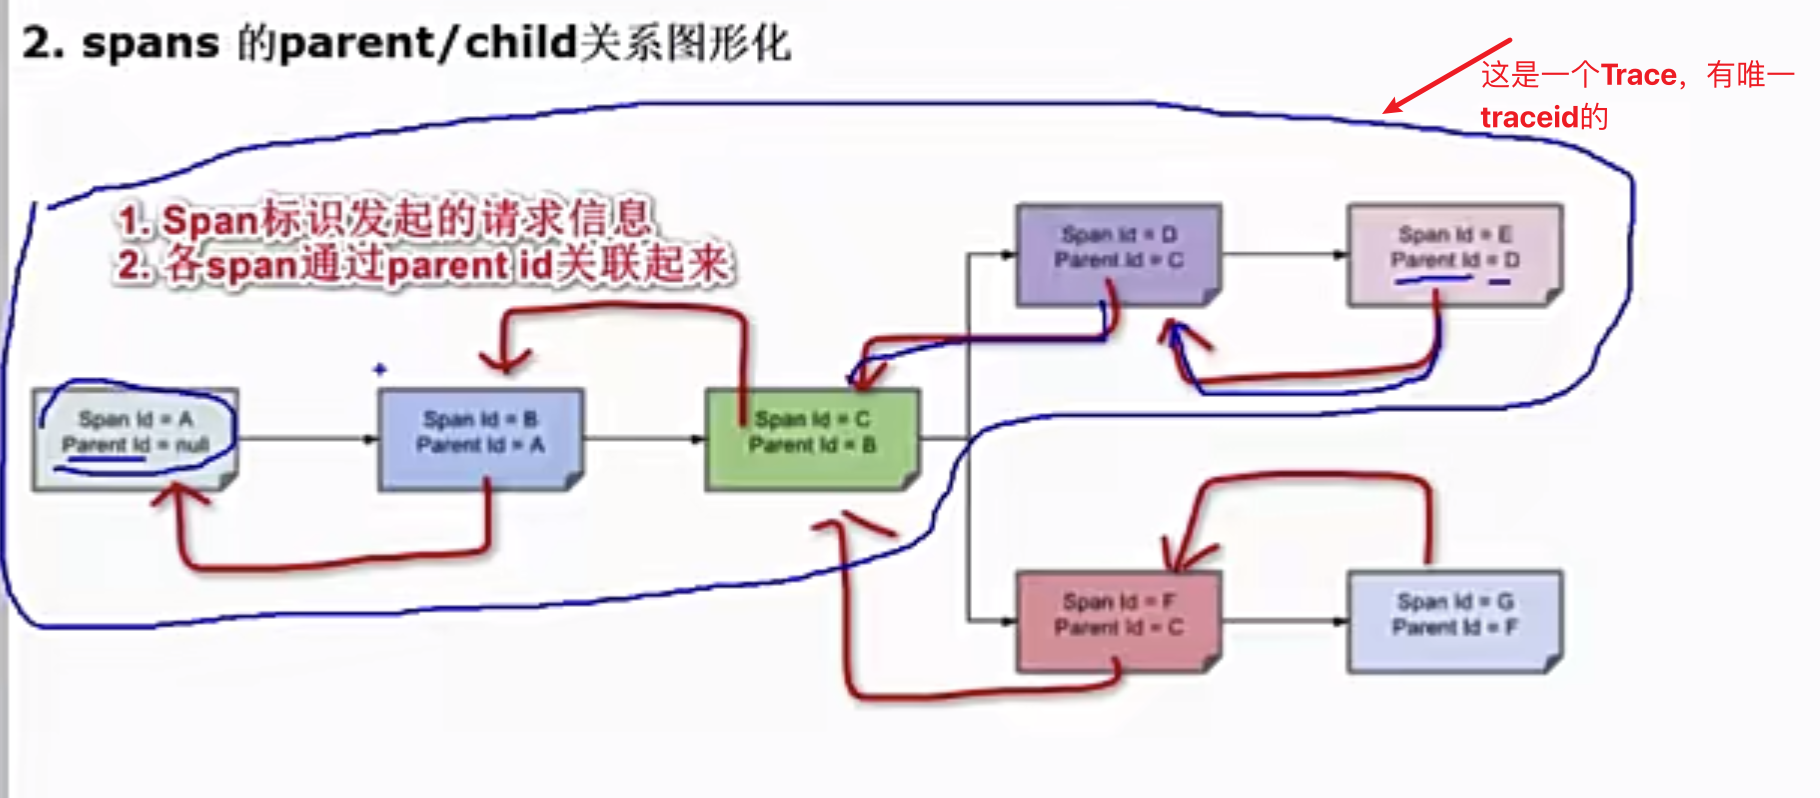 2. spans 的parent/child关系图形化
这是一个Trace，有唯一
traceid的
1. Span标识发起的请求信息
2. 各span通过parent id关联起来
Span Id = D
Parent Id = C
Span Id = E
Parent Id = D
Span Id = A
Parent Id = null
Span Id = B
Parent Id = A
Span Id = C
Parent Id = B
Span Id = F
Parent Id = C
Span Id = G
Parent Id = F